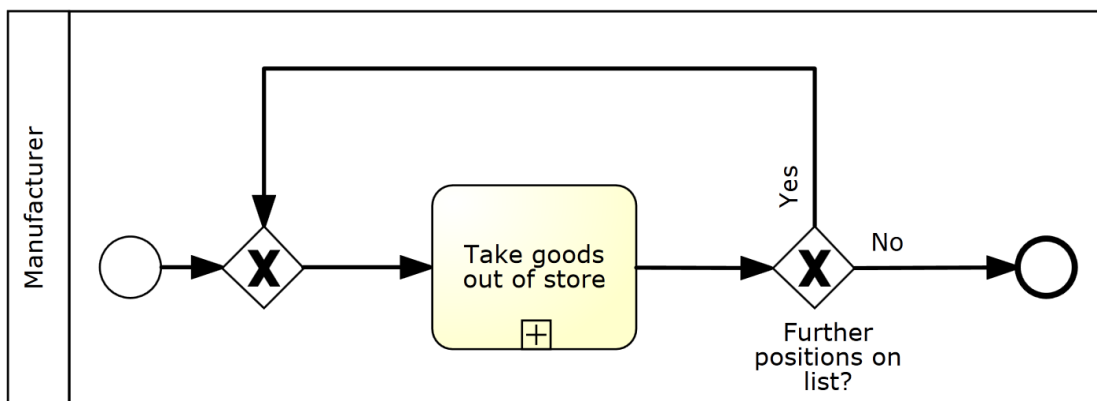 Manufacturer
Take goods
out of store
Yes
No
Further
positions on
list?